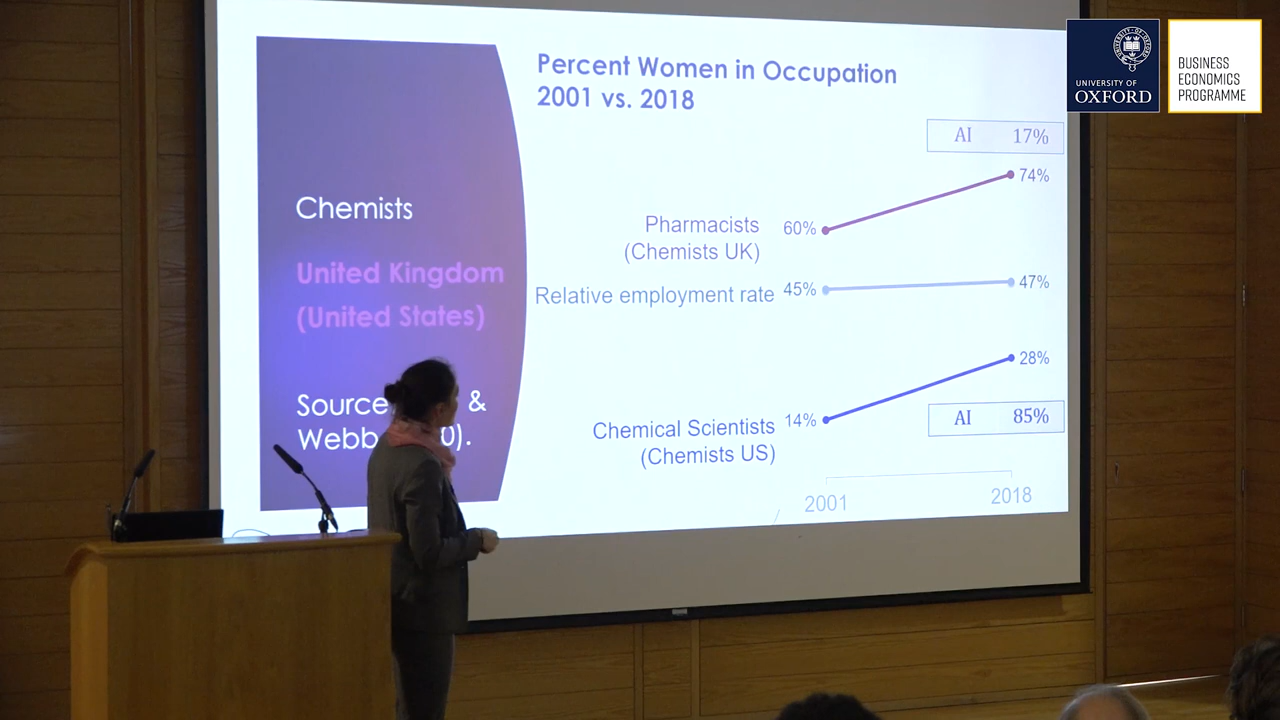 Chemists
United Kingdom
(United States)
Source &
Webb 0).
Percent Women in Occupation
2001 vs. 2018
AI 17%
74%
Pharmacists 60%
(Chemists UK)
Relative employment rate 45% 47%
28%
Chemical Scientists 14%
(Chemists US)
AI 85%
2001 2018
UNIVERSITY OF
OXFORD
BUSINESS
ECONOMICS
PROGRAMME